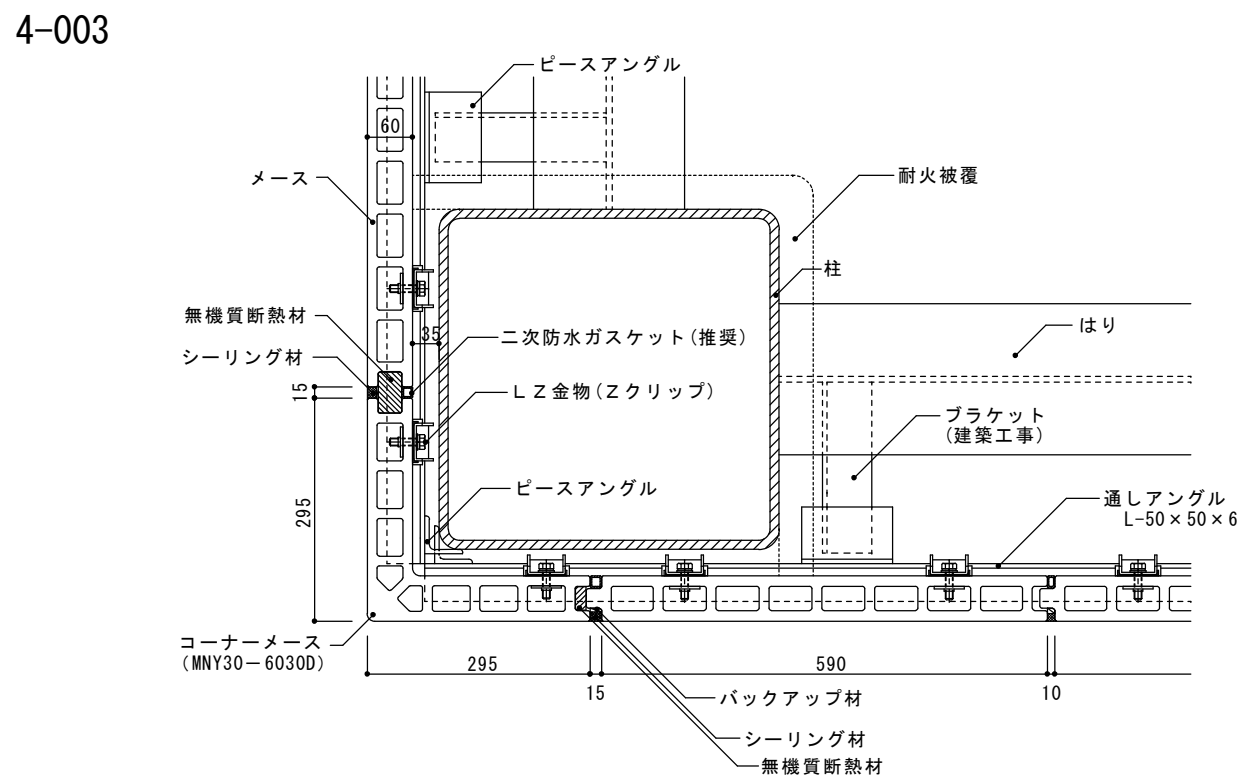 4-003
ピースアングル
60
メース
耐火被覆
柱
無機質断熱材
35
二次防水ガスケット(推奨)
はり
シーリング材
15
ＬＺ金物(Ｚクリップ)
ブラケット
(建築工事)
ピースアングル
295
通しアングル
L-50×50×6
コーナーメース
(MNY30－6030D)
295
590
15
10
バックアップ材
シーリング材
無機質断熱材